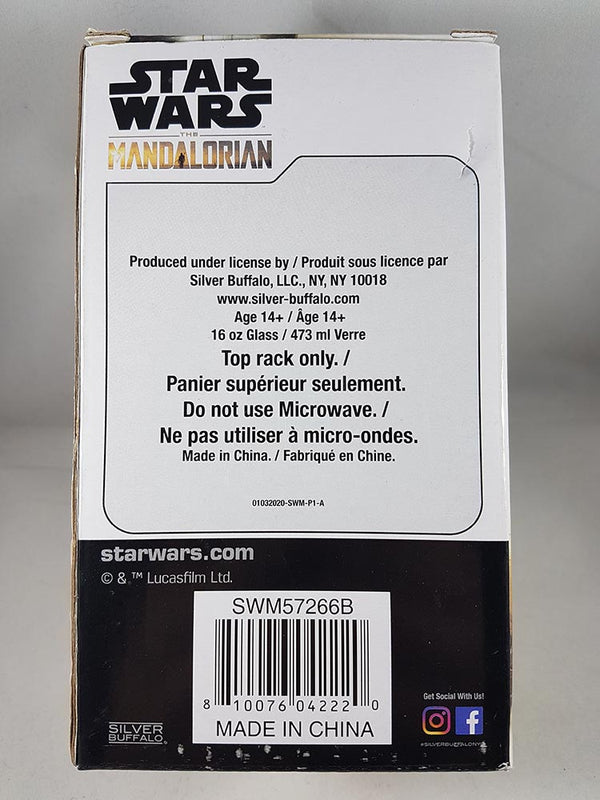 STAR
WARS
THE
MANDALORIAN
Produced under license by / Produit sous licence par
Silver Buffalo, LLC., NY, NY 10018
www.silver-buffalo.com
Age 14+ / Âge 14+
16 oz Glass / 473 ml Verre
Top rack only. /
Panier supérieur seulement.
Do not use Microwave. /
Ne pas utiliser à micro-ondes.
Made in China. / Fabriqué en Chine.
01032020-SWM-P1-A
starwars.com
© & ™ Lucasfilm Ltd.
SWM57266B
8 10076 04222 0
MADE IN CHINA
SILVER
BUFFALO
Get Social With Us!
#SILVERBUFFALONY